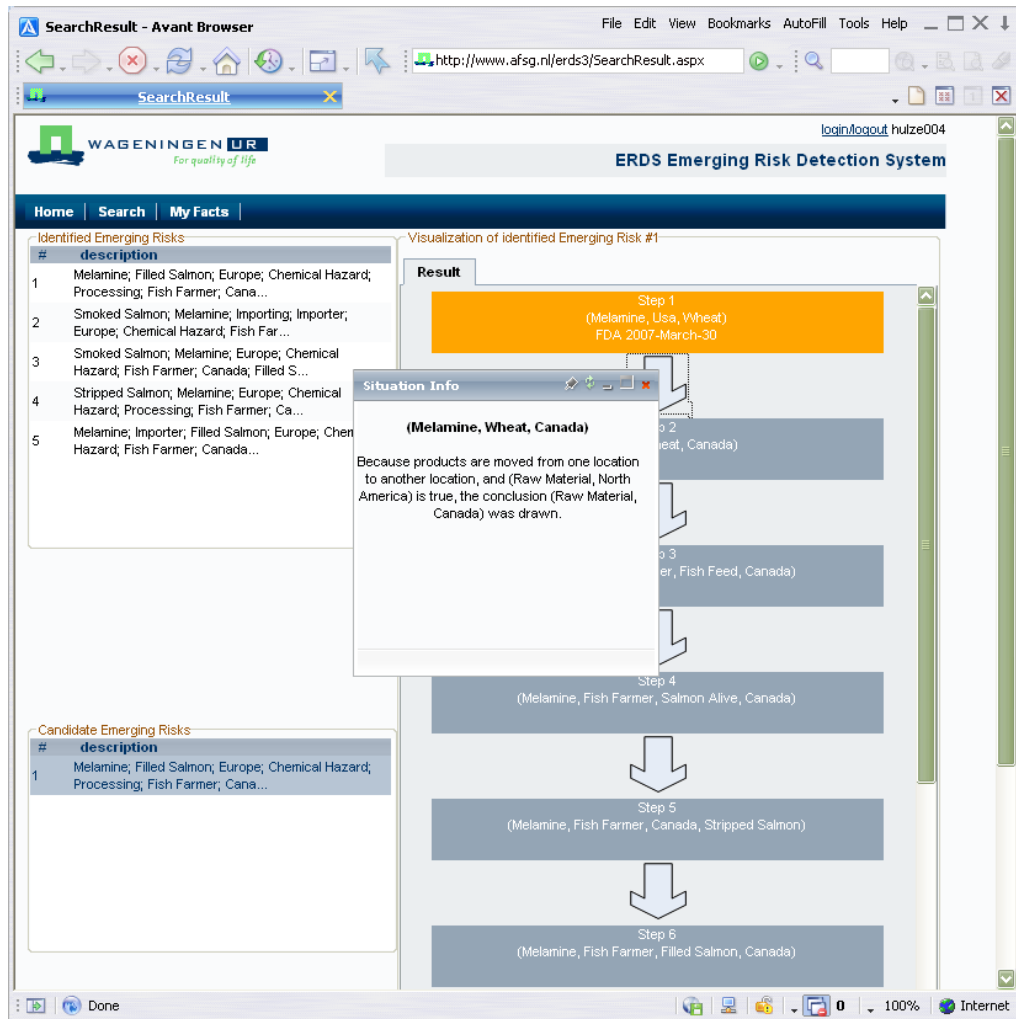 SearchResult - Avant Browser
File Edit View Bookmarks AutoFill Tools Help
http://www.afsg.nl/erds3/SearchResult.aspx
SearchResult
login/logout hulze004
WAGENINGEN UR
For quality of life
ERDS Emerging Risk Detection System
Home Search My Facts
Identified Emerging Risks
# description
1 Melamine; Filled Salmon; Europe; Chemical Hazard;
Processing; Fish Farmer; Cana...
2 Smoked Salmon; Melamine; Importing; Importer;
Europe; Chemical Hazard; Fish Far...
3 Smoked Salmon; Melamine; Europe; Chemical
Hazard; Fish Farmer; Canada; Filled S...
4 Stripped Salmon; Melamine; Europe; Chemical
Hazard; Processing; Fish Farmer; Ca...
5 Melamine; Importer; Filled Salmon; Europe; Chem
Hazard; Fish Farmer; Canada...
Candidate Emerging Risks
# description
1 Melamine; Filled Salmon; Europe; Chemical Hazard;
Processing; Fish Farmer; Cana...
Visualization of identified Emerging Risk #1
Result
Step 1
(Melamine, Usa, Wheat)
FDA 2007-March-30
Situation Info
(Melamine, Wheat, Canada)
Because products are moved from one location
to another location, and (Raw Material, North
America) is true, the conclusion (Raw Material,
Canada) was drawn.
2
Canada)
3
er, Fish Feed, Canada)
Step 4
(Melamine, Fish Farmer, Salmon Alive, Canada)
Step 5
(Melamine, Fish Farmer, Canada, Stripped Salmon)
Step 6
(Melamine, Fish Farmer, Filled Salmon, Canada)
Done
0 100% Internet